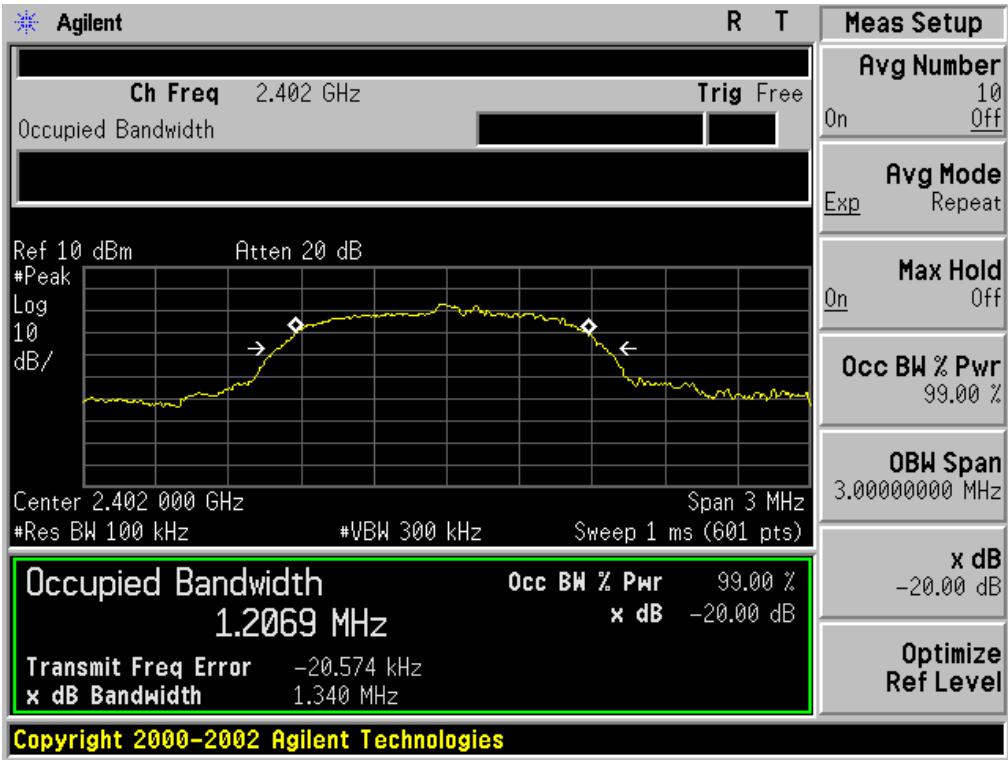 Agilent R T
Ch Freq 2.402 GHz Trig Free
Occupied Bandwidth
Ref 10 dBm Atten 20 dB
#Peak
Log
10
dB/
Center 2.402 000 GHz Span 3 MHz
#Res BW 100 kHz #VBW 300 kHz Sweep 1 ms (601 pts)
Occupied Bandwidth Occ BW % Pwr 99.00 %
1.2069 MHz x dB -20.00 dB
Transmit Freq Error -20.574 kHz
x dB Bandwidth 1.340 MHz
Copyright 2000-2002 Agilent Technologies
Meas Setup
Avg Number
10
On Off
Avg Mode
Exp Repeat
Max Hold
On Off
Occ BW % Pwr
99.00 %
OBW Span
3.00000000 MHz
x dB
-20.00 dB
Optimize
Ref Level